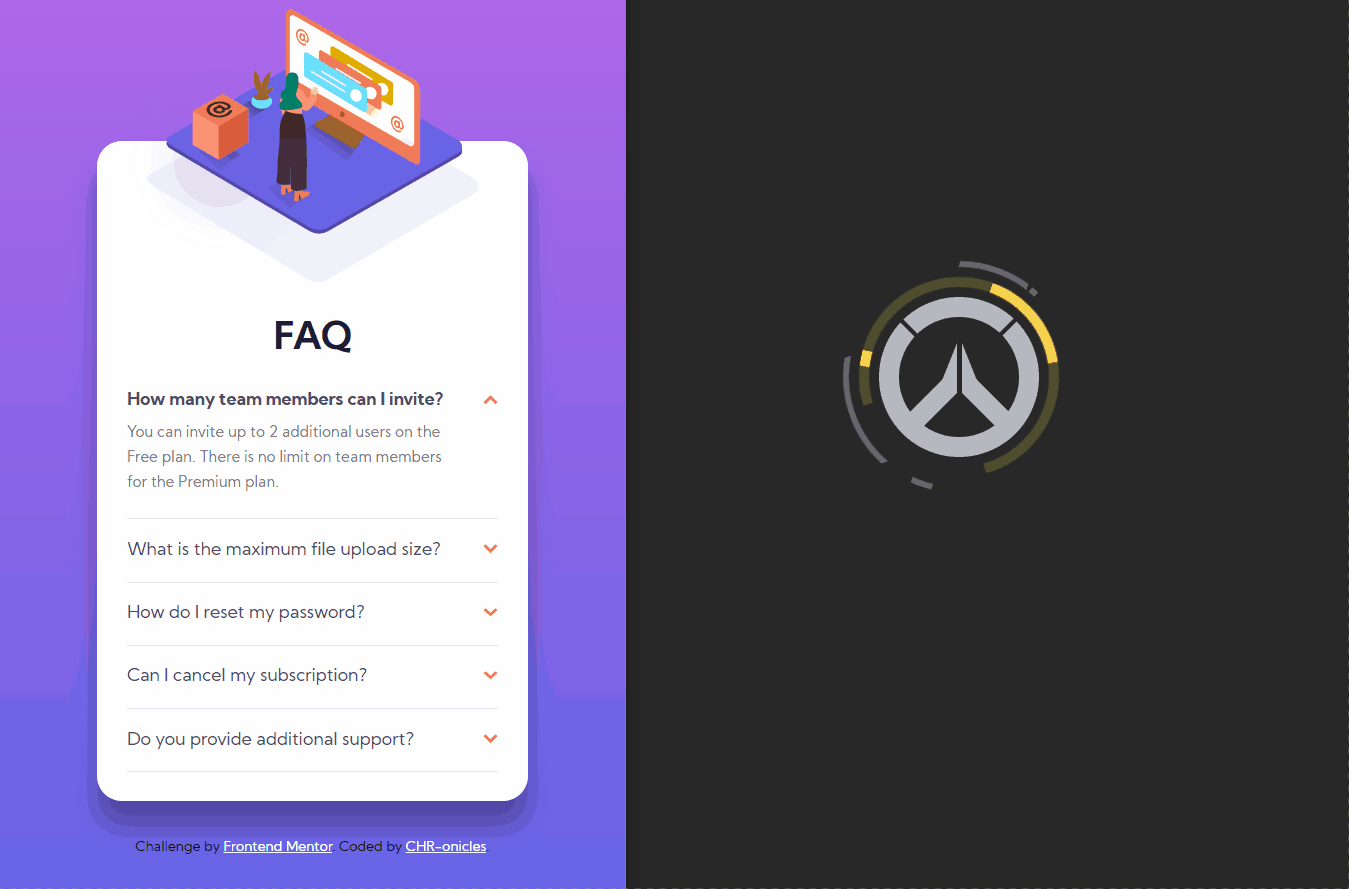 FAQ
How many team members can I invite?
You can invite up to 2 additional users on the
Free plan. There is no limit on team members
for the Premium plan.
What is the maximum file upload size?
How do I reset my password?
Can I cancel my subscription?
Do you provide additional support?
Challenge by Frontend Mentor. Coded by CHR-onicles